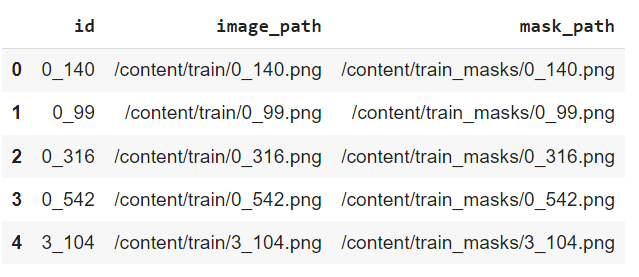 id image_path mask_path
0 0_140 /content/train/0_140.png /content/train_masks/0_140.png
1 0_99 /content/train/0_99.png /content/train_masks/0_99.png
2 0_316 /content/train/0_316.png /content/train_masks/0_316.png
3 0_542 /content/train/0_542.png /content/train_masks/0_542.png
4 3_104 /content/train/3_104.png /content/train_masks/3_104.png